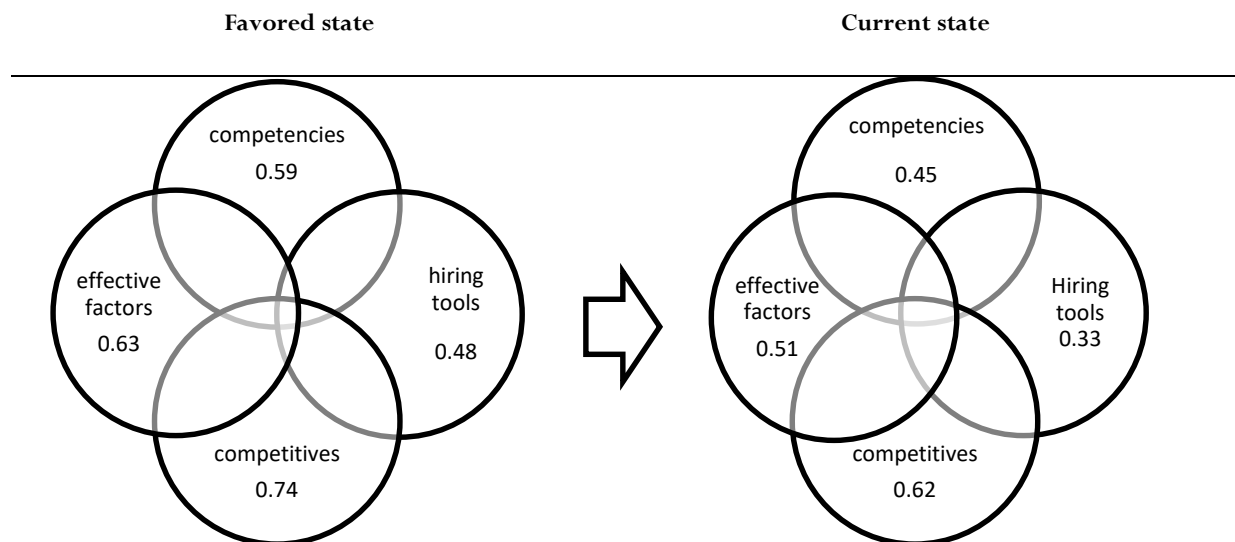 Favored state
Current state
competencies
0.59
effective
factors
0.63
hiring
tools
0.48
competitives
0.74
competencies
0.45
effective
factors
0.51
Hiring
tools
0.33
competitives
0.62